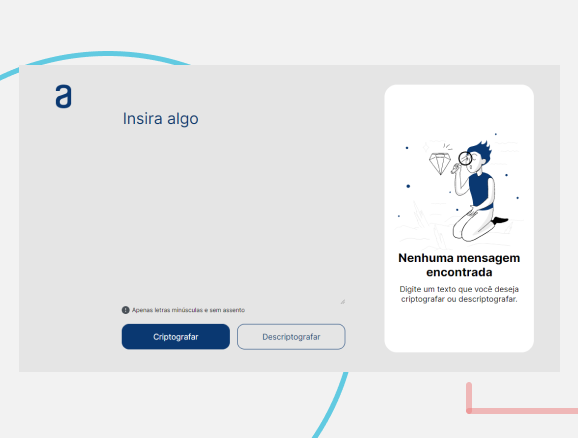 a
Insira algo
Nenhuma mensagem
encontrada
Digite um texto que você deseja
criptografar ou descriptografar.
Apenas letras minúsculas e sem assento
Criptografar
Descriptografar